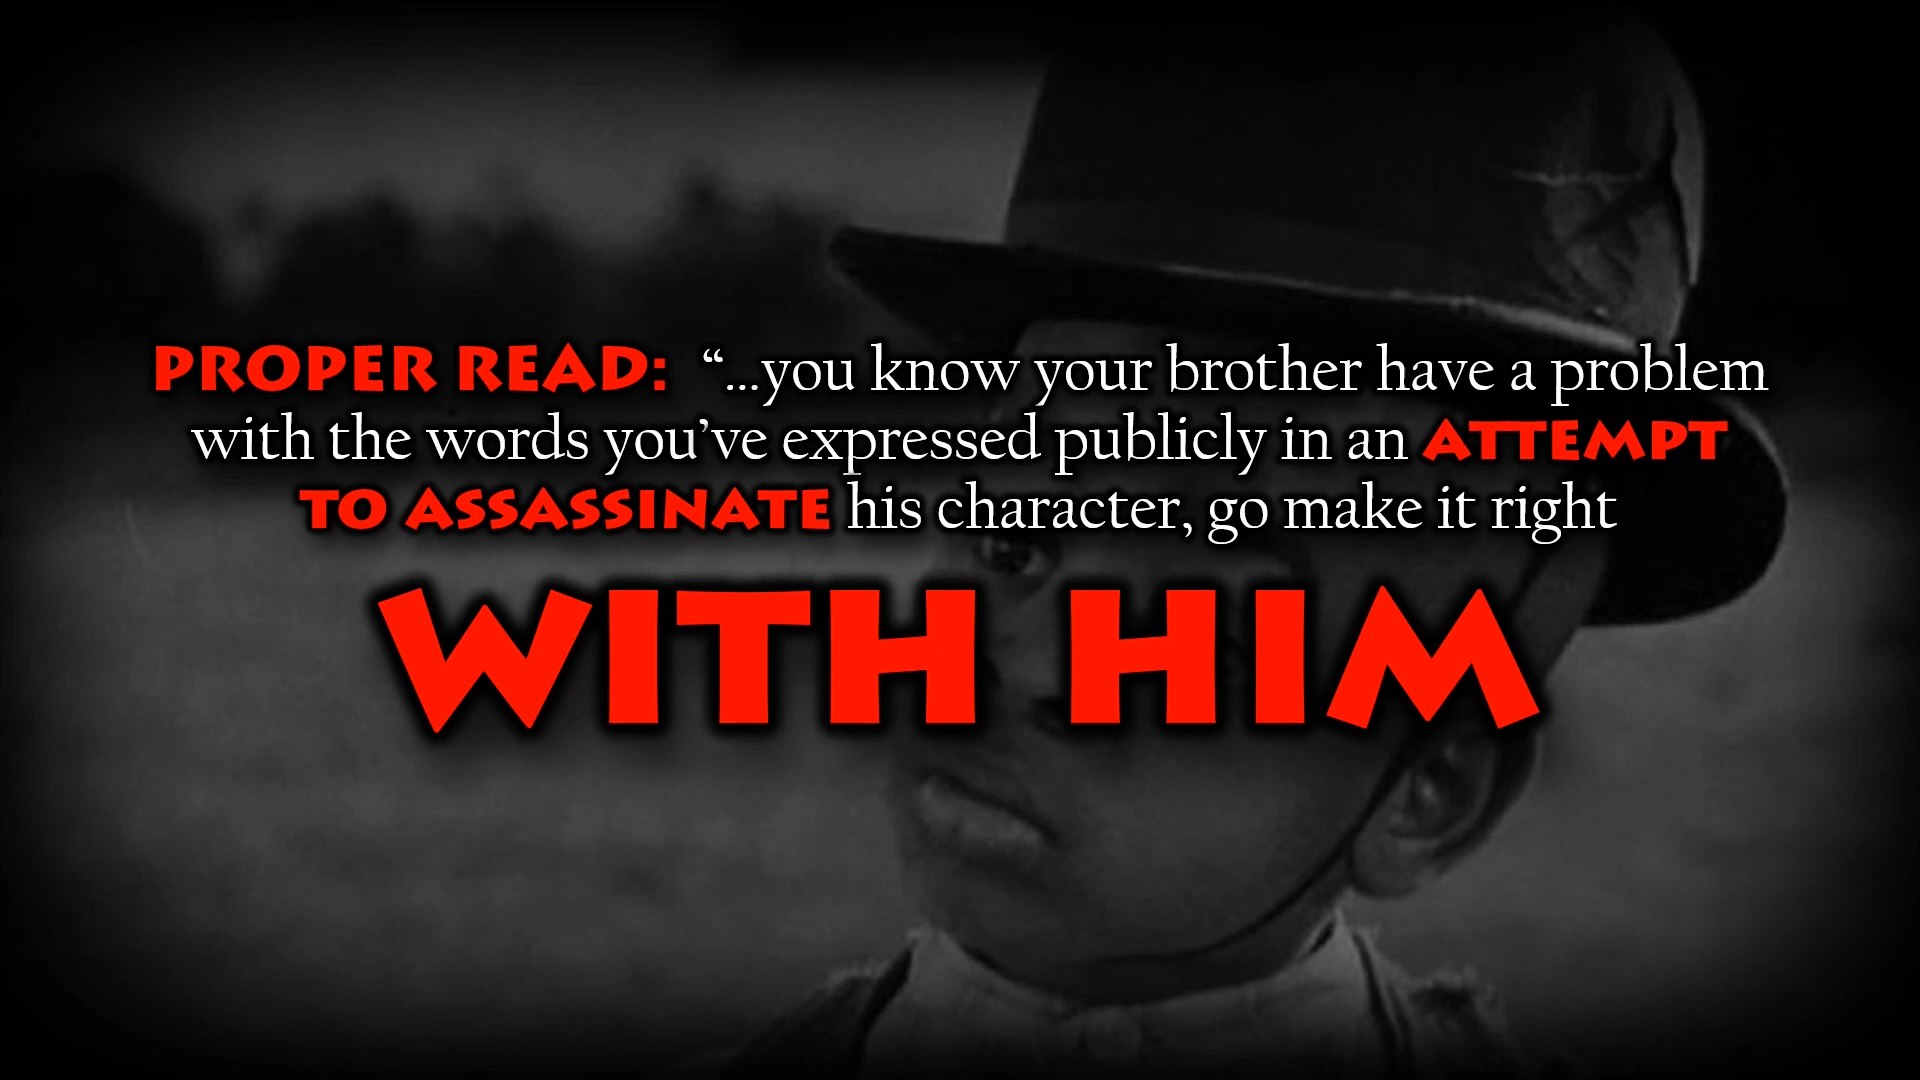 PROPER READ: “...you know your brother have a problem
with the words you’ve expressed publicly in an ATTEMPT
TO ASSASSINATE his character, go make it right
WITH HIM